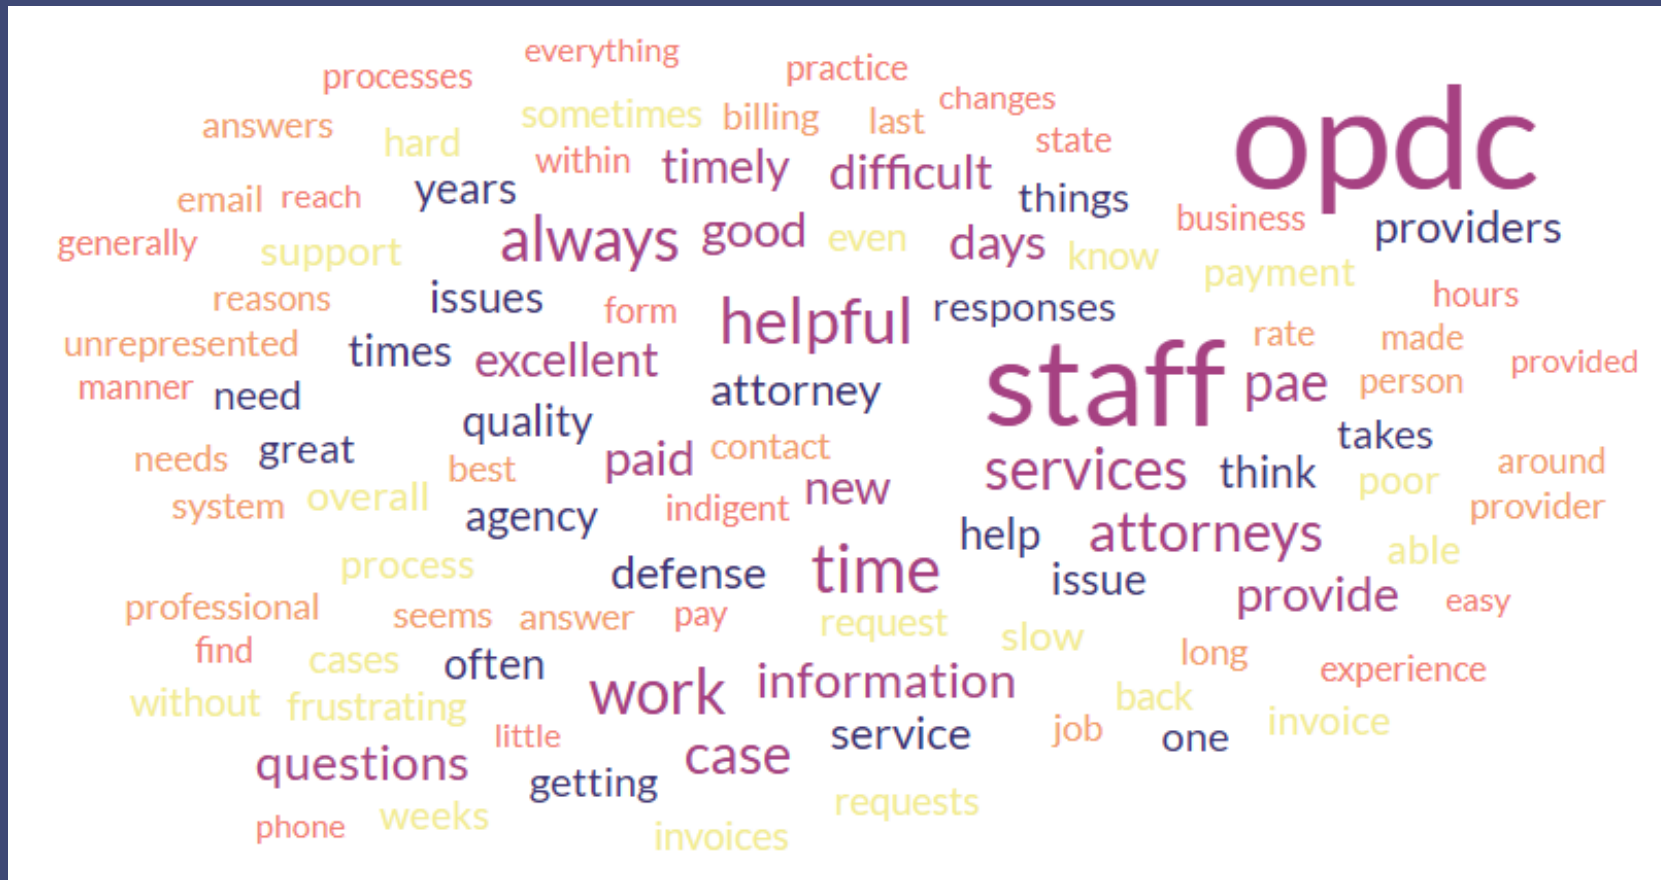 everything
processes
practice
changes
sometimes billing last
answers
hard
state
opdc
within timely difficult
email reach years
things
business providers
generally
support
always good even days know
payment
reasons
issues
form
helpful responses
hours
unrepresented
times excellent
rate made
provided
manner need
attorney
staff pae person
quality
takes
needs great
best
paid contact
services think poor around
system overall
agency
indigent new
provider
help attorneys able
process
defense time issue
provide easy
professional
seems answer pay
request slow
find
cases often
long
experience
without frustrating
work information
back
invoice
little
service
job one
questions
getting
case
requests
phone weeks
invoices